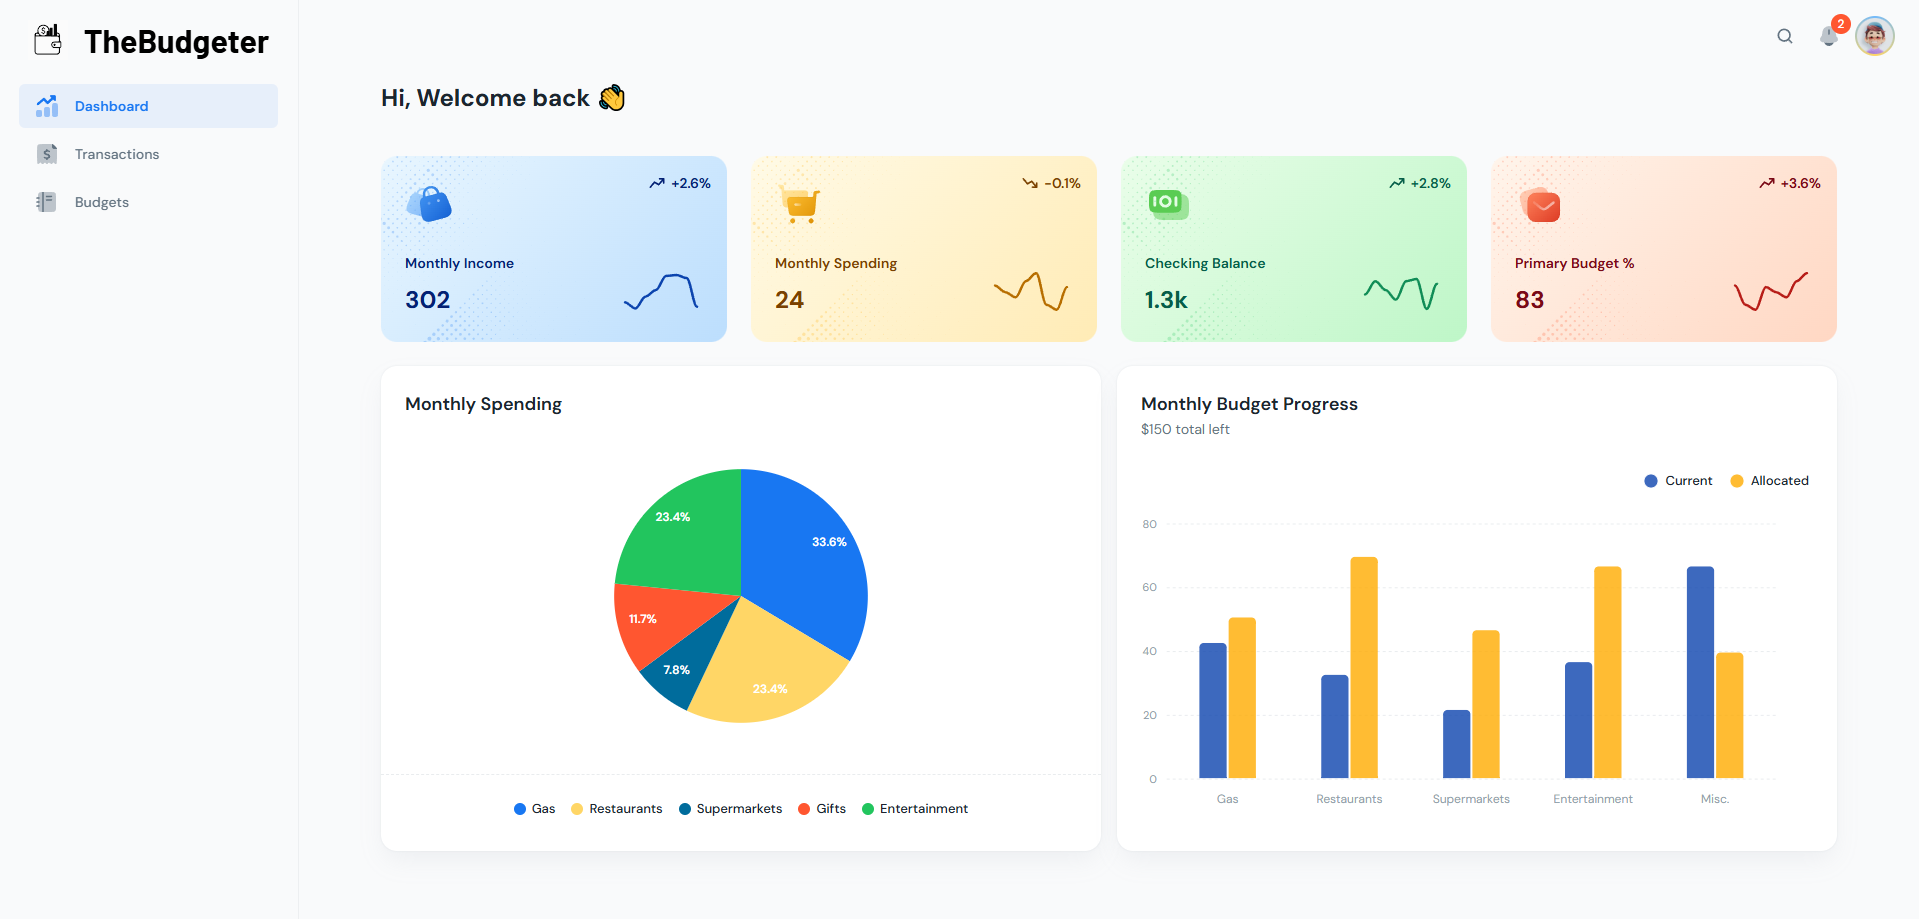 TheBudgeter
2
Dashboard
Transactions
Budgets
Hi, Welcome back 👋
+2.6%
Monthly Income
302
-0.1%
Monthly Spending
24
+2.8%
Checking Balance
1.3k
+3.6%
Primary Budget %
83
Monthly Spending
23.4%
33.6%
11.7%
7.8%
23.4%
Gas Restaurants Supermarkets Gifts Entertainment
Monthly Budget Progress
$150 total left
Current Allocated
80
60
40
20
0
Gas Restaurants Supermarkets Entertainment Misc.